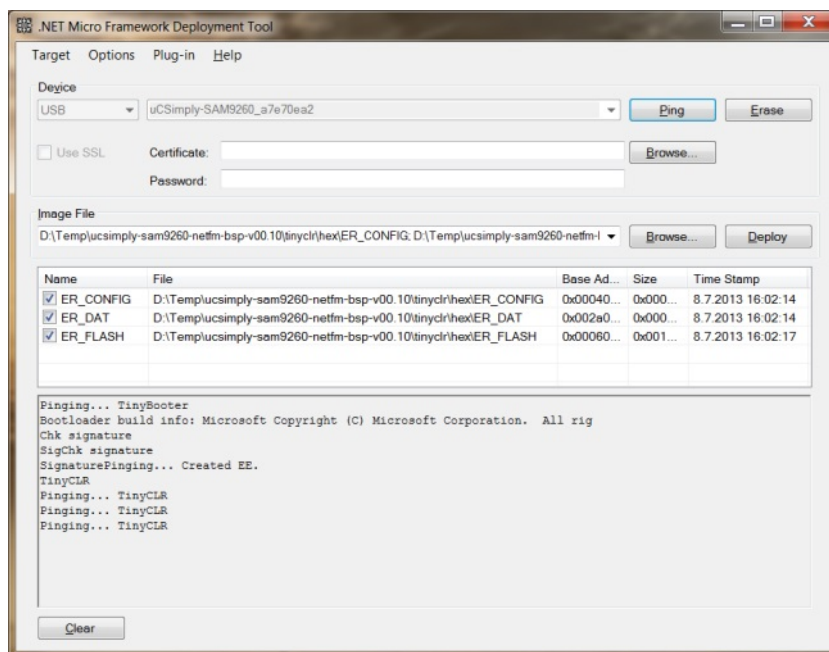 .NET Micro Framework Deployment Tool
Target Options Plug-in Help
Device
USB uCSimply-SAM9260_a7e70ea2 Ping Erase
Use SSL Certificate: Browse...
Password:
Image File
D:\Temp\ucsimply-sam9260-netfm-bsp-v00.10\tinyclr\hex\ER_CONFIG; D:\Temp\ucsimply-sam9260-netfm-l Browse... Deploy
Name File Base Ad... Size Time Stamp
ER_CONFIG D:\Temp\ucsimply-sam9260-netfm-bsp-v00.10\tinyclr\hex\ER_CONFIG 0x00040... 0x000... 8.7.2013 16:02:14
ER_DAT D:\Temp\ucsimply-sam9260-netfm-bsp-v00.10\tinyclr\hex\ER_DAT 0x002a0... 0x000... 8.7.2013 16:02:14
ER_FLASH D:\Temp\ucsimply-sam9260-netfm-bsp-v00.10\tinyclr\hex\ER_FLASH 0x00060... 0x001... 8.7.2013 16:02:17
Pinging... TinyBooter
Bootloader build info: Microsoft Copyright (C) Microsoft Corporation. All rig
Chk signature
SigChk signature
SignaturePinging... Created EE.
TinyCLR
Pinging... TinyCLR
Pinging... TinyCLR
Pinging... TinyCLR
Clear